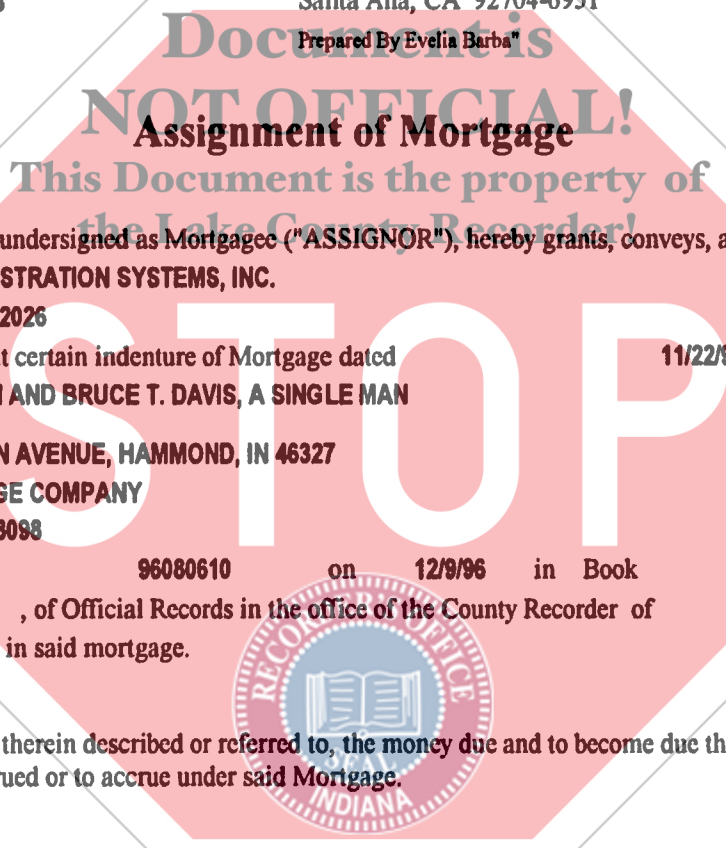 Santa Ana, CA 92704-6951
Prepared By Evelia Barba"
Document is
NOT OFFICIAL!
Assignment of Mortgage
This Document is the property of
the Lake County Recorder!
undersigned as Mortgagee ("ASSIGNOR"), hereby grants, conveys, a
STRATION SYSTEMS, INC.
2026
t certain indenture of Mortgage dated 11/22/9
AND BRUCE T. DAVIS, A SINGLE MAN
N AVENUE, HAMMOND, IN 46327
GE COMPANY
8098
96080610 on 12/9/96 in Book
, of Official Records in the office of the County Recorder of
in said mortgage.
therein described or referred to, the money due and to become due th
rued or to accrue under said Mortgage.
STOP
RECORDER'S OFFICE
SEAL
INDIANA